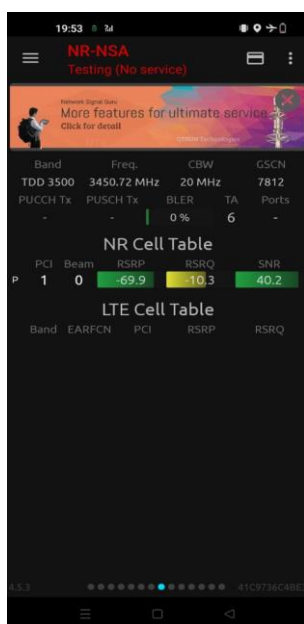 19:53
NR-NSA
Testing (No service)
Network Signal Guru
More features for ultimate service
Click for detail
Band Freq. CBW GSCN
TDD 3500 3450.72 MHz 20 MHz 7812
PUCCH Tx PUSCH Tx BLER TA Ports
- - 0 % 6 -
NR Cell Table
PCI Beam RSRP RSRQ SNR
P 1 0 -69.9 -10.3 40.2
LTE Cell Table
Band EARFCN PCI RSRP RSRQ
4.5.3